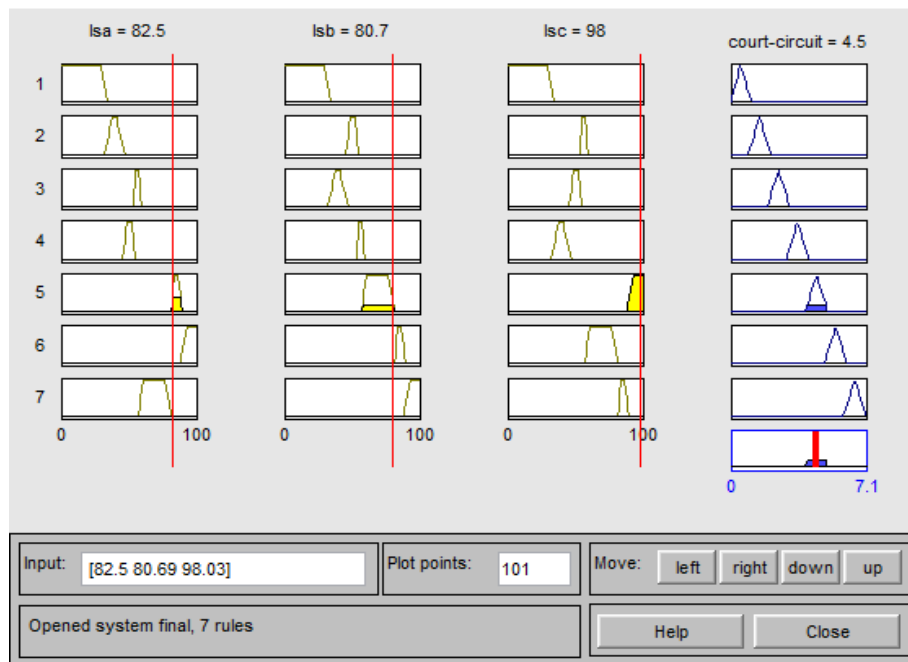 Isa = 82.5
Isb = 80.7
Isc = 98
court-circuit = 4.5
1
2
3
4
5
6
7
0
100
0
100
0
100
0
7.1
Input:
[82.5 80.69 98.03]
Plot points:
101
Move:
left
right
down
up
Opened system final, 7 rules
Help
Close